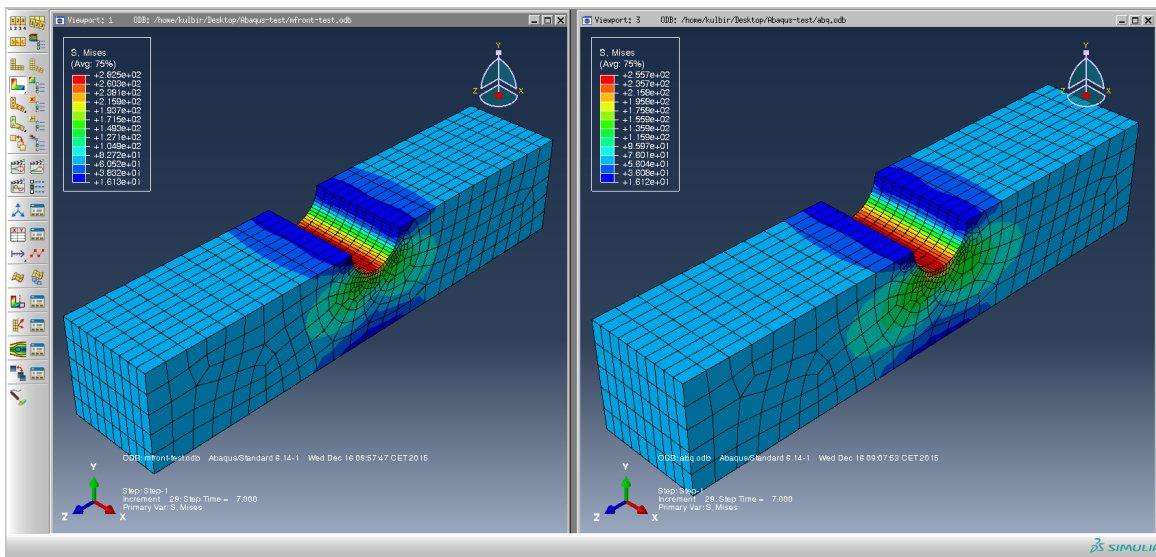 Viewport: 1 ODB: /home/kulbir/Desktop/Abaqus-test/mfront-test.odb
S, Mises
(Avg: 75%)
+2.825e+02
+2.603e+02
+2.381e+02
+2.159e+02
+1.937e+02
+1.715e+02
+1.493e+02
+1.271e+02
+1.049e+02
+8.272e+01
+6.052e+01
+3.832e+01
+1.613e+01
Y
Z
X
ODB: mfront-test.odb Abaqus/Standard 6.14-1 Wed Dec 16 09:57:47 CET 2015
Y
Step: Step-1
Increment 29: Step Time = 7.000
Primary Var: S, Mises
Z
X
Viewport: 3 ODB: /home/kulbir/Desktop/Abaqus-test/abq.odb
S, Mises
(Avg: 75%)
+2.557e+02
+2.357e+02
+2.158e+02
+1.958e+02
+1.758e+02
+1.559e+02
+1.359e+02
+1.159e+02
+9.597e+01
+7.601e+01
+5.604e+01
+3.608e+01
+1.612e+01
Y
Z
X
ODB: abq.odb Abaqus/Standard 6.14-1 Wed Dec 16 09:07:53 CET 2015
Y
Step: Step-1
Increment 29: Step Time = 7.000
Primary Var: S, Mises
Z
X
SIMULIA